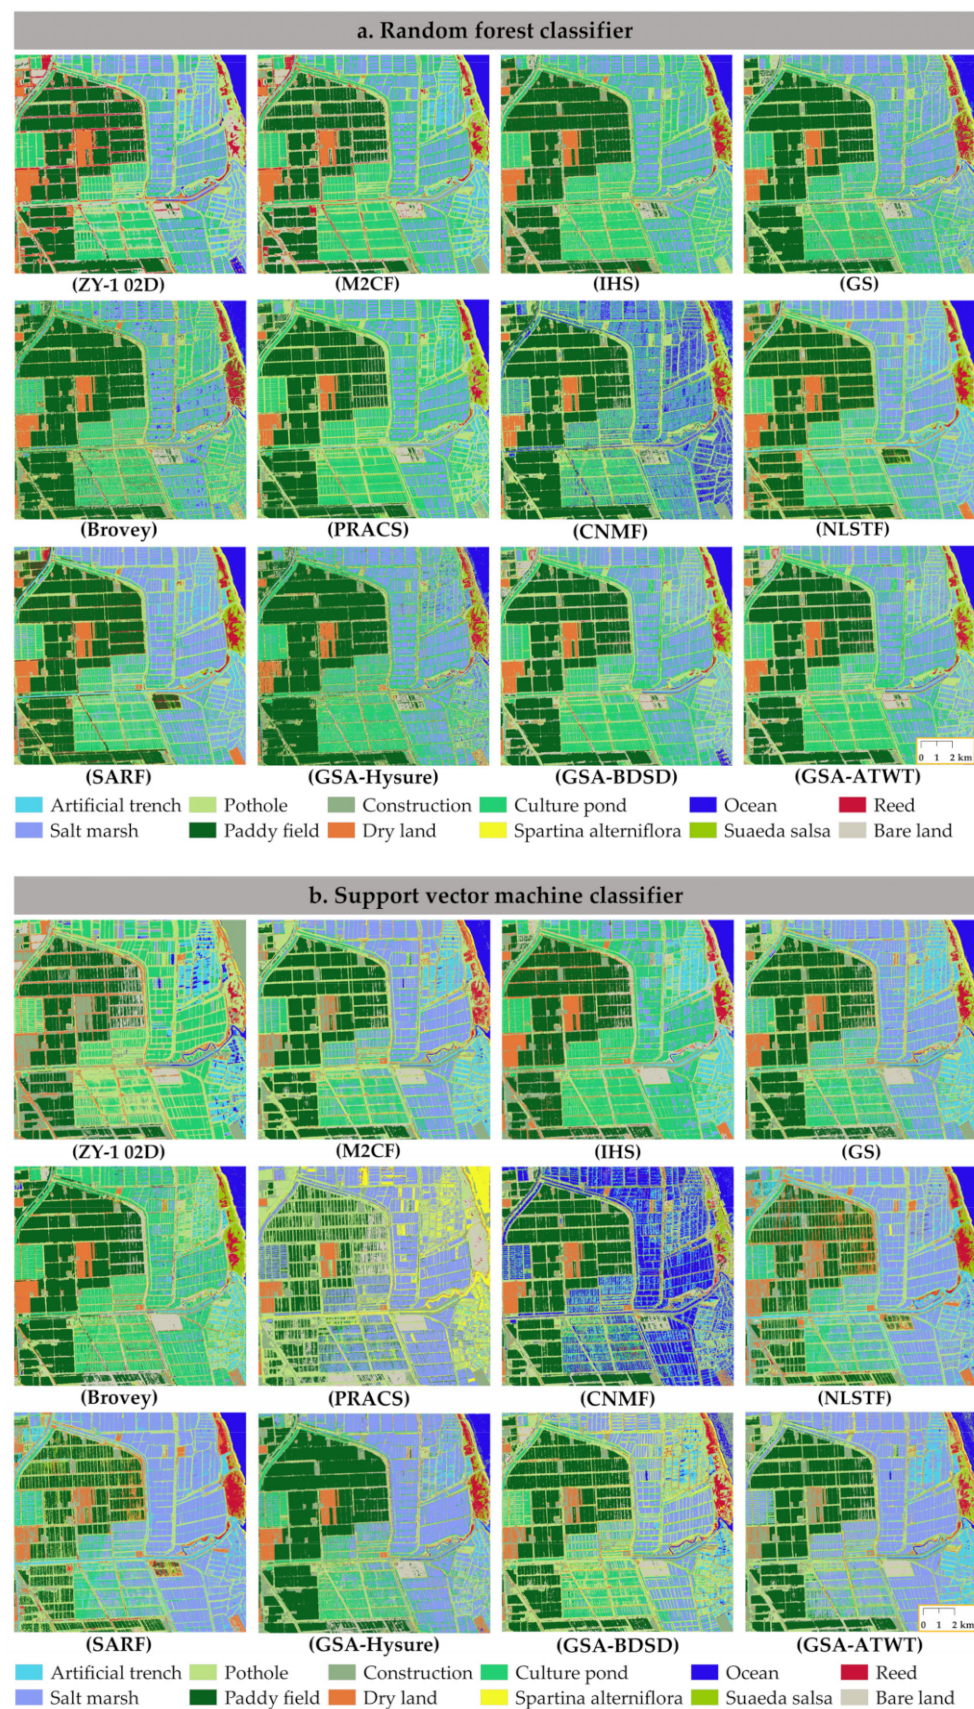 a. Random forest classifier
(ZY-1 02D) (M2CF) (IHS) (GS)
(Brovey) (PRACS) (CNMF) (NLSTF)
(SARF) (GSA-Hysure) (GSA-BDSD) (GSA-ATWT)
0 1 2 km
Artificial trench Pothole Construction Culture pond Ocean Reed
Salt marsh Paddy field Dry land Spartina alterniflora Suaeda salsa Bare land
b. Support vector machine classifier
(ZY-1 02D) (M2CF) (IHS) (GS)
(Brovey) (PRACS) (CNMF) (NLSTF)
(SARF) (GSA-Hysure) (GSA-BDSD) (GSA-ATWT)
0 1 2 km
Artificial trench Pothole Construction Culture pond Ocean Reed
Salt marsh Paddy field Dry land Spartina alterniflora Suaeda salsa Bare land